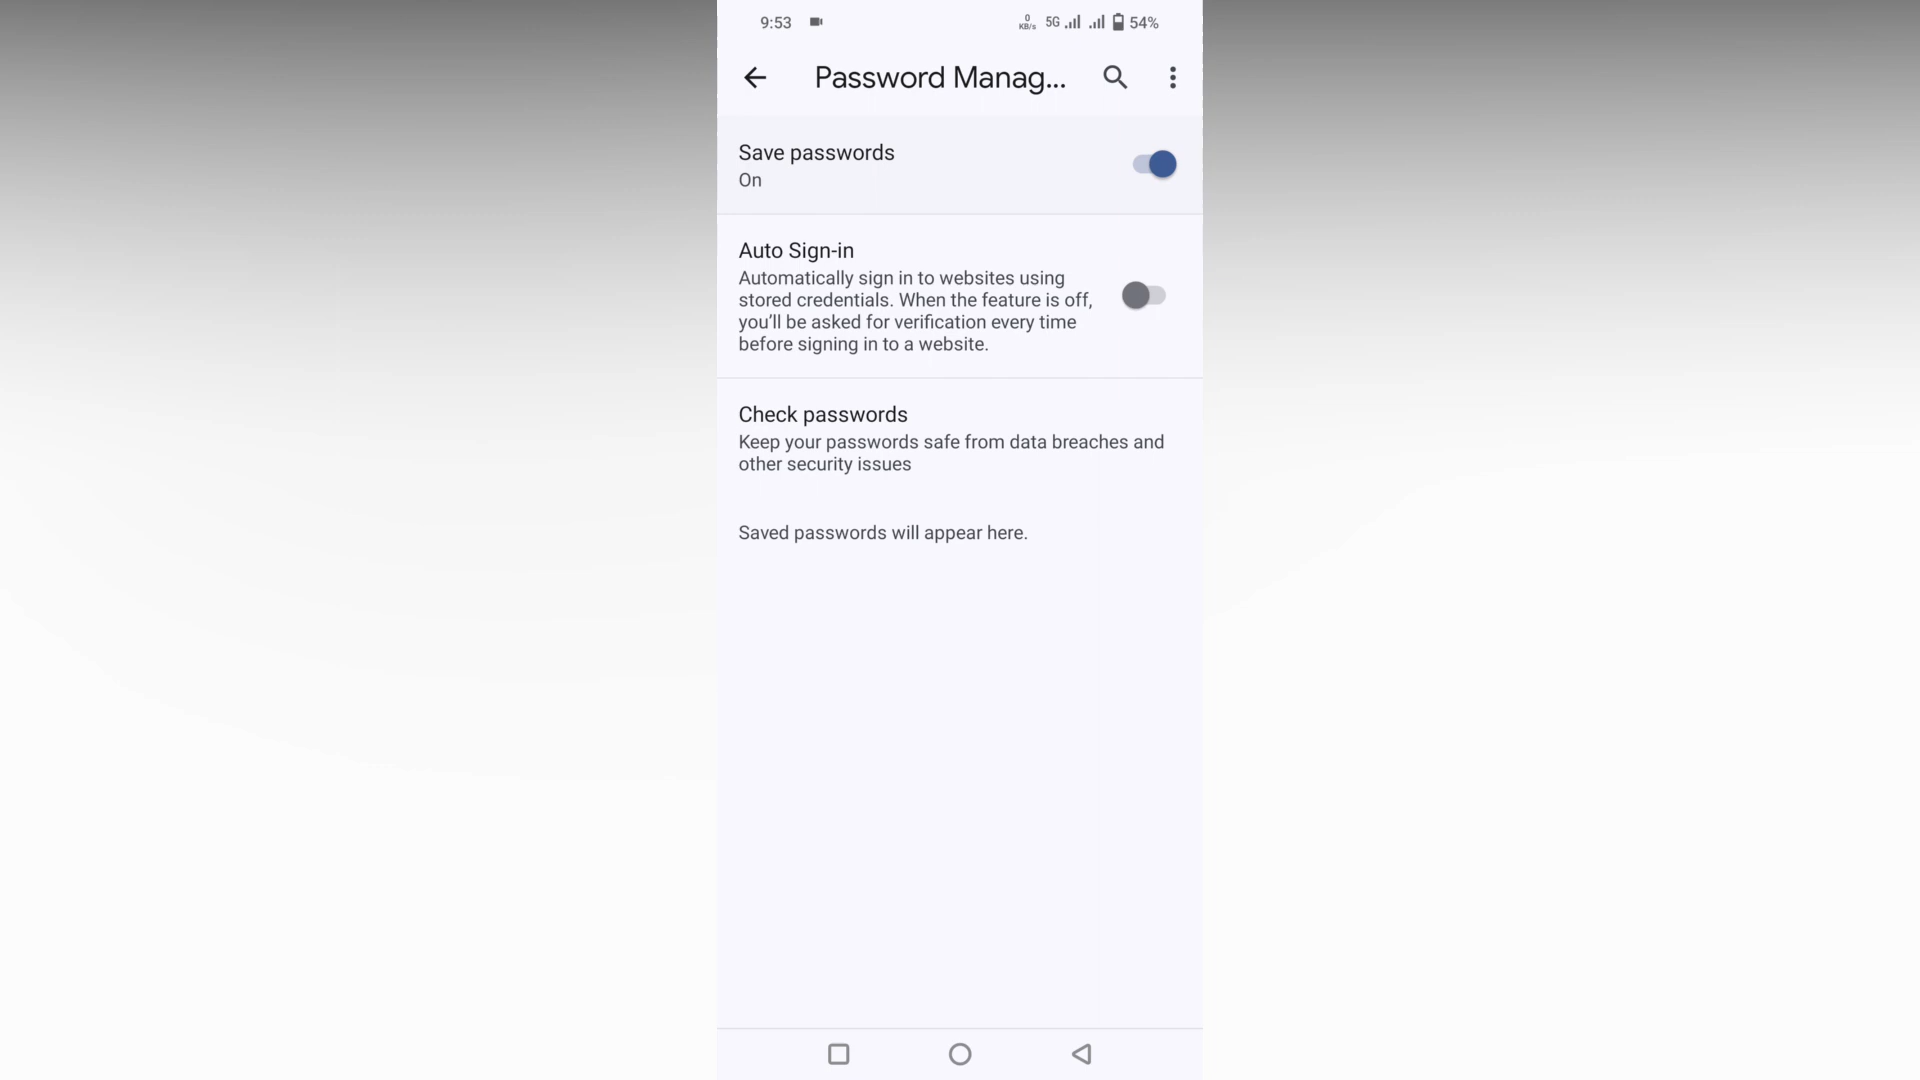 9:53
0 KB/s 5G 54%
Password Manag...
Save passwords
On
Auto Sign-in
Automatically sign in to websites using
stored credentials. When the feature is off,
you’ll be asked for verification every time
before signing in to a website.
Check passwords
Keep your passwords safe from data breaches and
other security issues
Saved passwords will appear here.